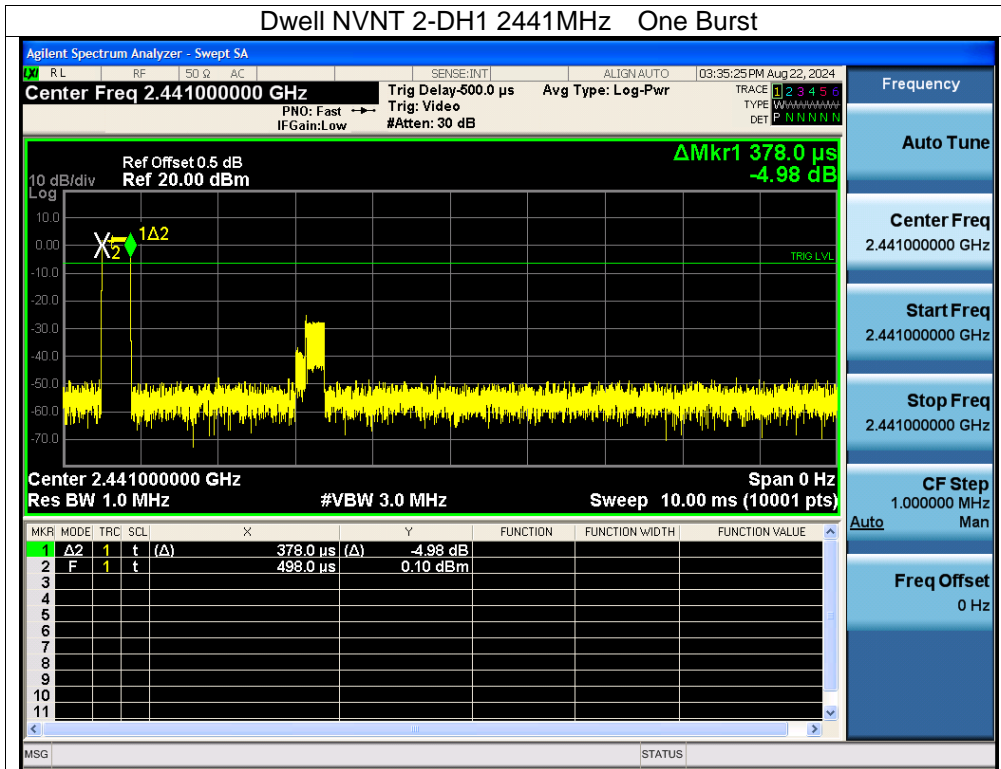 Dwell NVNT 2-DH1 2441MHz One Burst
Agilent Spectrum Analyzer - Swept SA
LXI RL RF 50 Ω AC SENSE:INT ALIGN AUTO 03:35:25 PM Aug 22, 2024
Center Freq 2.441000000 GHz Trig Delay-500.0 µs Avg Type: Log-Pwr TRACE 1 2 3 4 5 6
PNO: Fast Trig: Video TYPE WWWWWW
IFGain:Low #Atten: 30 dB DET P N N N N N
Ref Offset 0.5 dB ΔMkr1 378.0 µs
10 dB/div Ref 20.00 dBm -4.98 dB
Log
10.0
0.00
-10.0
-20.0
-30.0
-40.0
-50.0
-60.0
-70.0
X2 1Δ2
TRIG LVL
Center 2.441000000 GHz Span 0 Hz
Res BW 1.0 MHz #VBW 3.0 MHz Sweep 10.00 ms (10001 pts)
MKR MODE TRC SCL X Y FUNCTION FUNCTION WIDTH FUNCTION VALUE
1 Δ2 1 t (Δ) 378.0 µs (Δ) -4.98 dB
2 F 1 t 498.0 µs 0.10 dBm
3
4
5
6
7
8
9
10
11
MSG STATUS
Frequency
Auto Tune
Center Freq
2.441000000 GHz
Start Freq
2.441000000 GHz
Stop Freq
2.441000000 GHz
CF Step
1.000000 MHz
Auto Man
Freq Offset
0 Hz